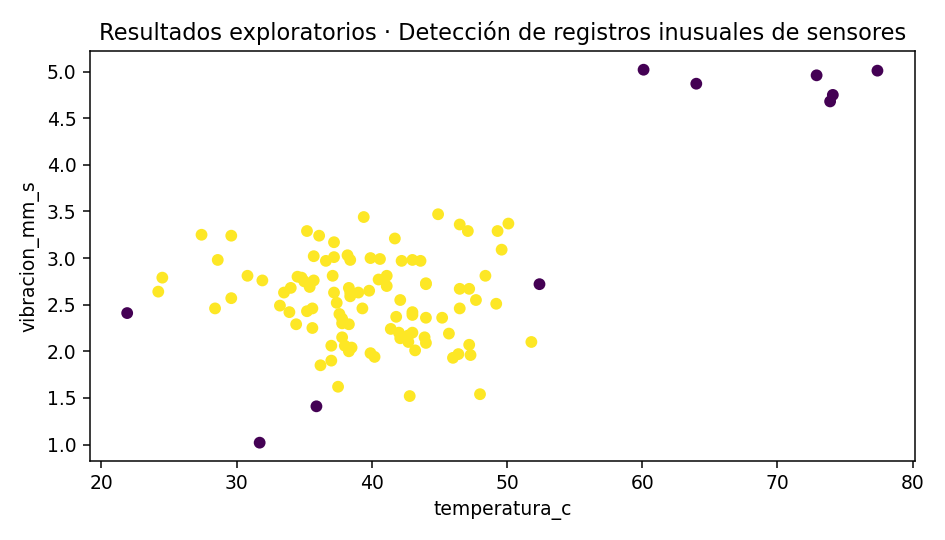 Resultados exploratorios · Detección de registros inusuales de sensores
5.0
4.5
4.0
3.5
3.0
2.5
2.0
1.5
1.0
vibracion_mm_s
20 30 40 50 60 70 80
temperatura_c